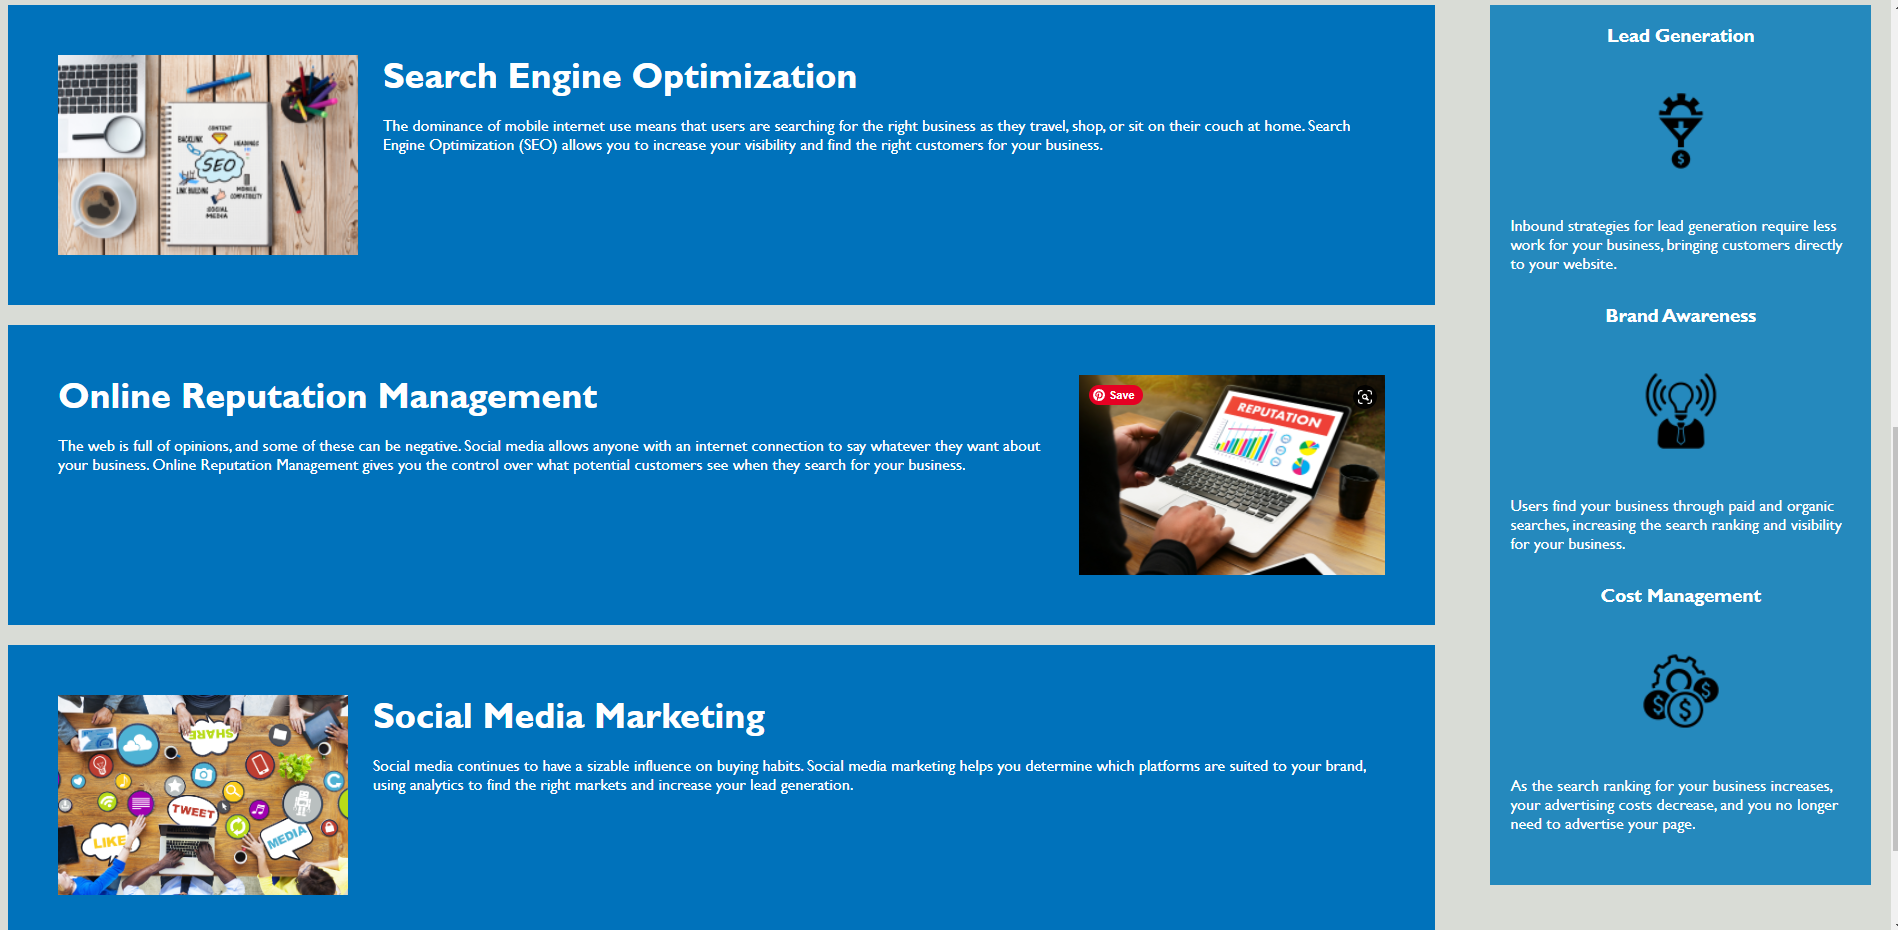 Search Engine Optimization
The dominance of mobile internet use means that users are searching for the right business as they travel, shop, or sit on their couch at home. Search
Engine Optimization (SEO) allows you to increase your visibility and find the right customers for your business.
CONTENT
BACKLINK
HEADINGS
SEO
LINK BUILDING
MOBILE
COMPATIBILITY
SOCIAL
MEDIA
Online Reputation Management
The web is full of opinions, and some of these can be negative. Social media allows anyone with an internet connection to say whatever they want about
your business. Online Reputation Management gives you the control over what potential customers see when they search for your business.
Save
REPUTATION
Social Media Marketing
Social media continues to have a sizable influence on buying habits. Social media marketing helps you determine which platforms are suited to your brand,
using analytics to find the right markets and increase your lead generation.
SHARE
TWEET
LIKE
MEDIA
Lead Generation
$
Inbound strategies for lead generation require less
work for your business, bringing customers directly
to your website.
Brand Awareness
Users find your business through paid and organic
searches, increasing the search ranking and visibility
for your business.
Cost Management
$
$
$
As the search ranking for your business increases,
your advertising costs decrease, and you no longer
need to advertise your page.